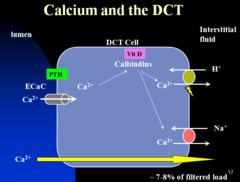 Calcium and the DCT
lumen
Interstitial
fluid
DCT Cell
Vit D
Calbindins
PTH
H⁺
ECaC
Ca²⁺
Ca²⁺
Ca²⁺
Ca²⁺
Na⁺
Ca²⁺
Ca²⁺
~ 7-8% of filtered load
17